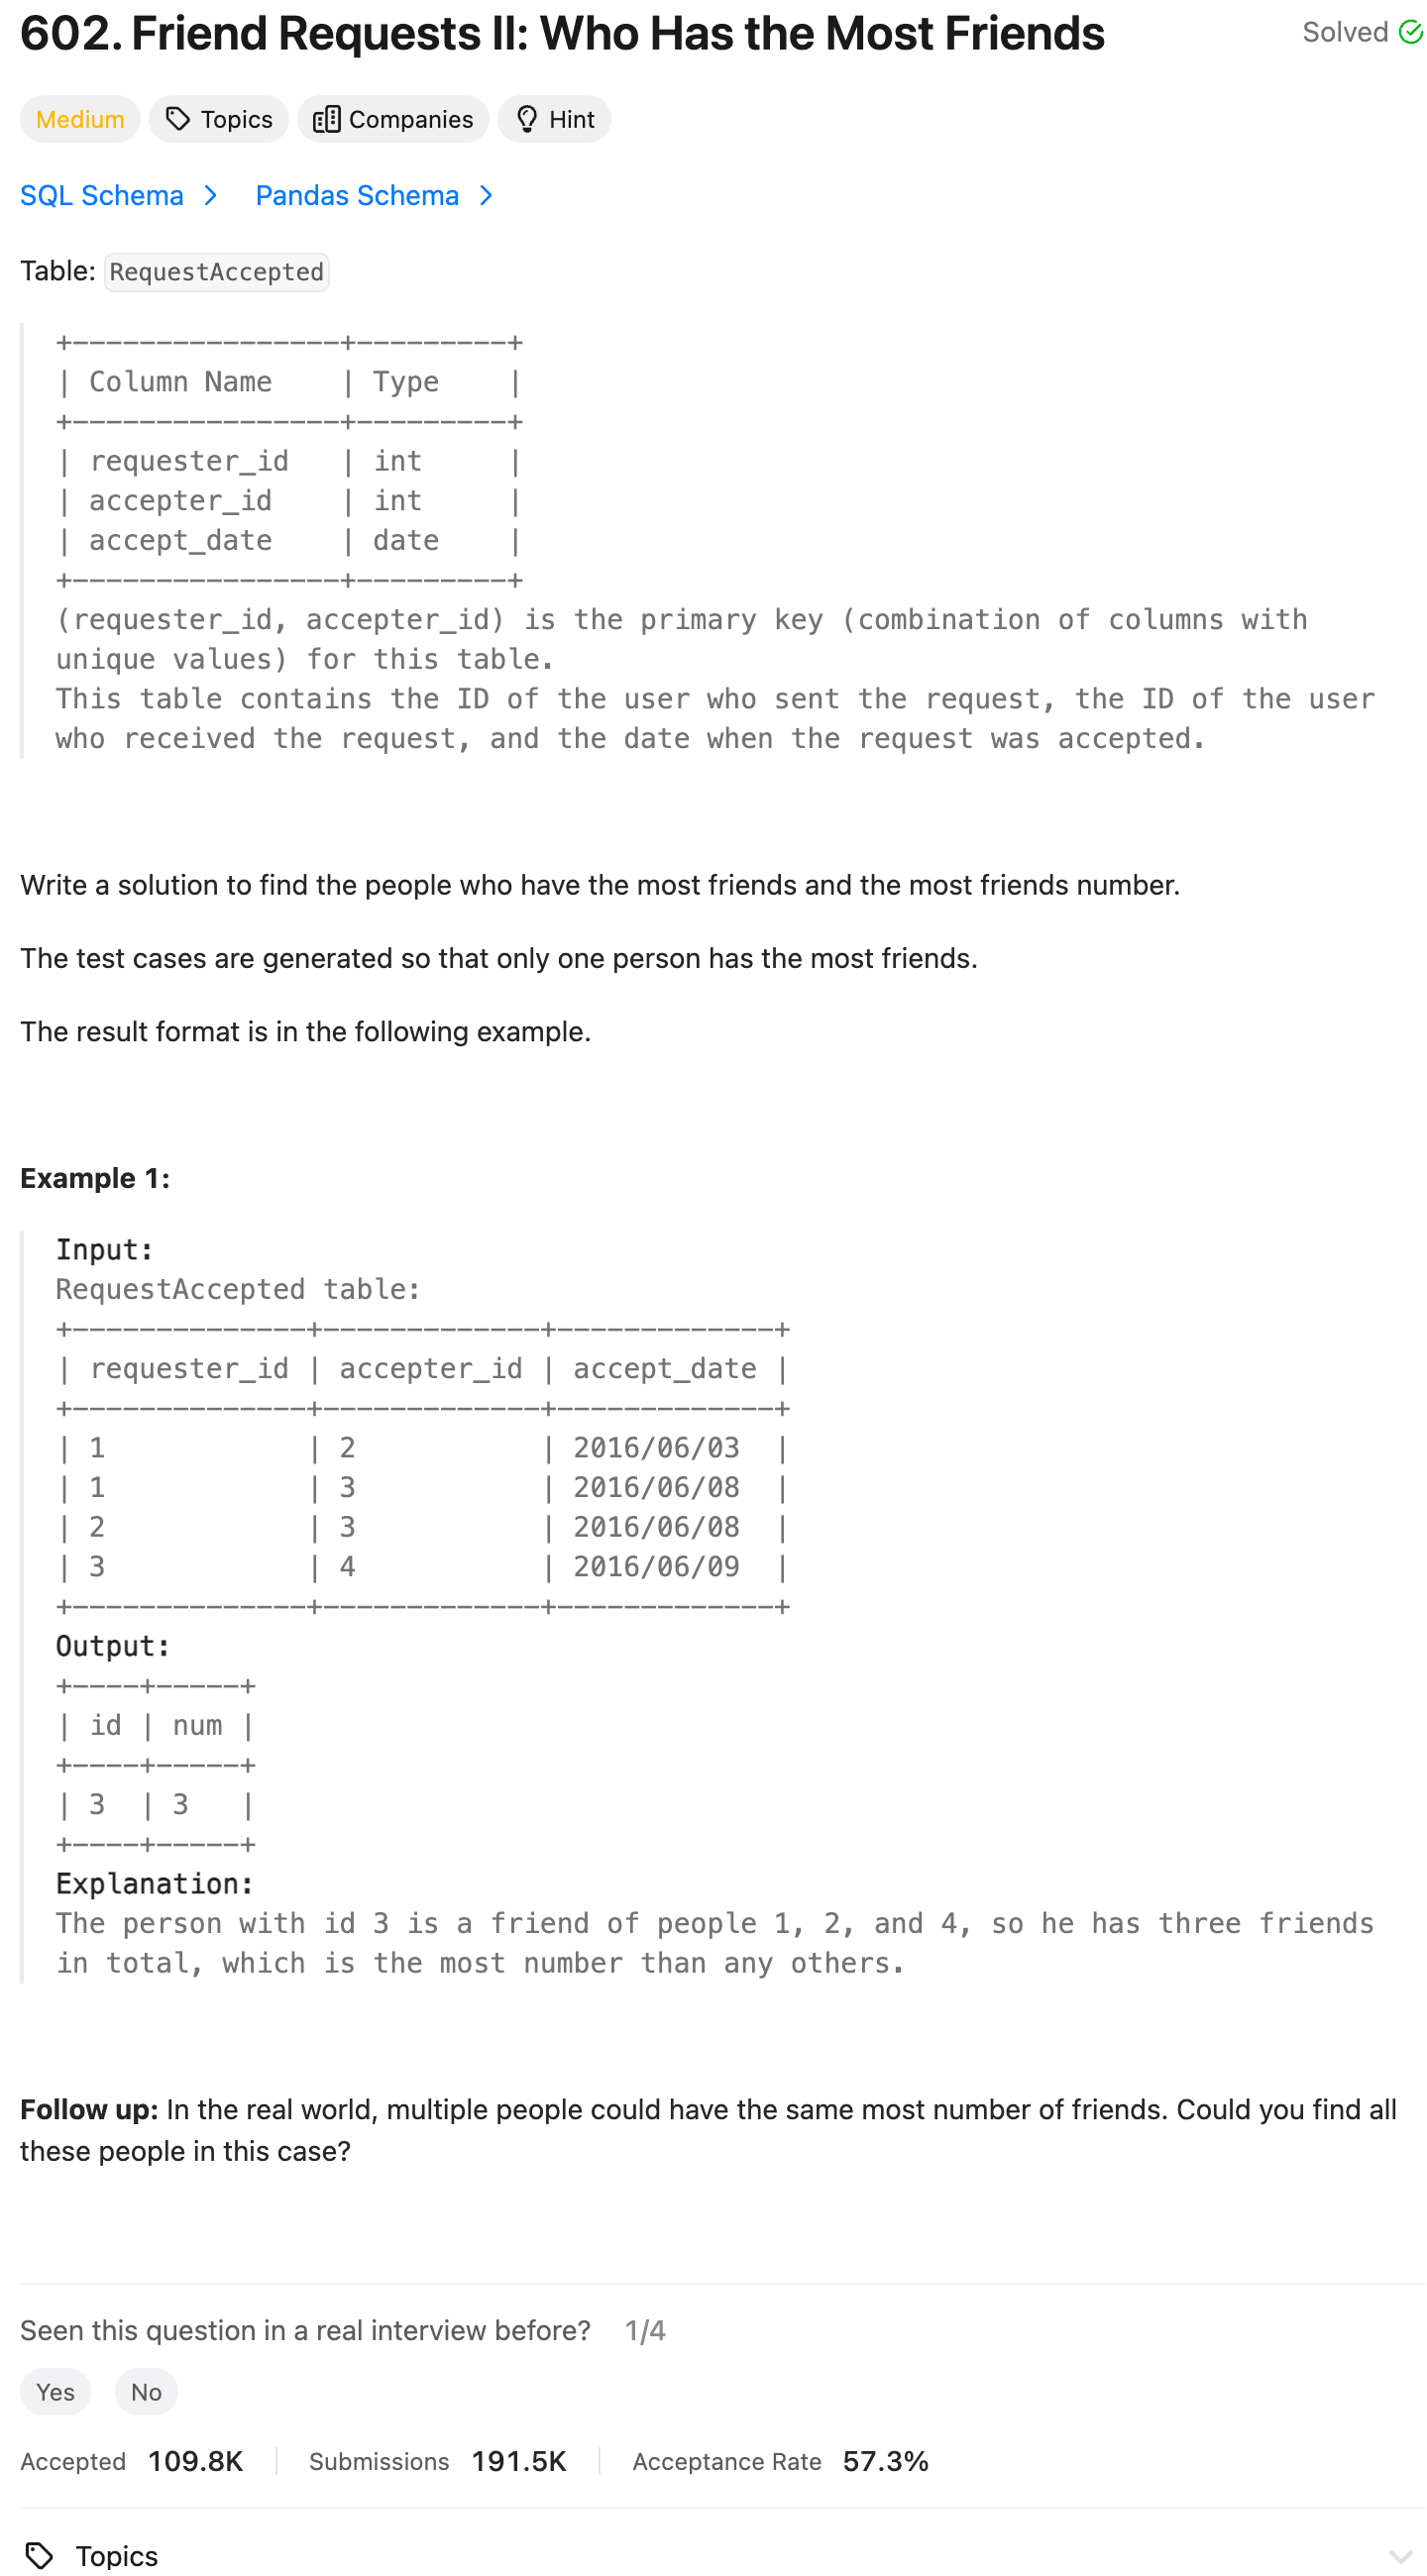 602. Friend Requests II: Who Has the Most Friends
Solved
Medium
Topics
Companies
Hint
SQL Schema >
Pandas Schema >
Table: RequestAccepted
+----------------+---------+
| Column Name    | Type    |
+----------------+---------+
| requester_id   | int     |
| accepter_id    | int     |
| accept_date    | date    |
+----------------+---------+
(requester_id, accepter_id) is the primary key (combination of columns with
unique values) for this table.
This table contains the ID of the user who sent the request, the ID of the user
who received the request, and the date when the request was accepted.
Write a solution to find the people who have the most friends and the most friends number.
The test cases are generated so that only one person has the most friends.
The result format is in the following example.
Example 1:
Input:
RequestAccepted table:
+--------------+-------------+-------------+
| requester_id | accepter_id | accept_date |
+--------------+-------------+-------------+
| 1            | 2           | 2016/06/03  |
| 1            | 3           | 2016/06/08  |
| 2            | 3           | 2016/06/08  |
| 3            | 4           | 2016/06/09  |
+--------------+-------------+-------------+
Output:
+----+-----+
| id | num |
+----+-----+
| 3  | 3   |
+----+-----+
Explanation:
The person with id 3 is a friend of people 1, 2, and 4, so he has three friends
in total, which is the most number than any others.
Follow up: In the real world, multiple people could have the same most number of friends. Could you find all
these people in this case?
Seen this question in a real interview before? 1/4
Yes
No
Accepted 109.8K | Submissions 191.5K | Acceptance Rate 57.3%
Topics